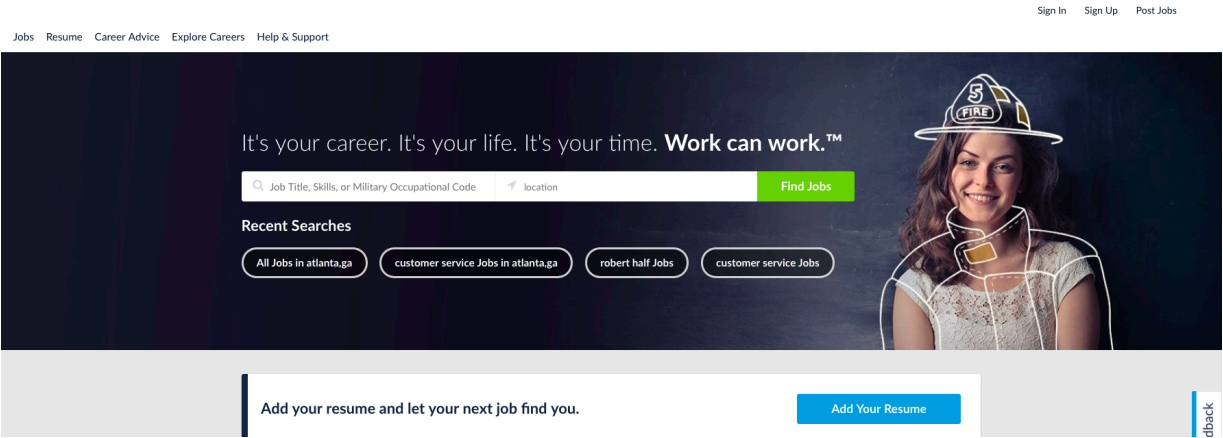 Sign In Sign Up Post Jobs
Jobs Resume Career Advice Explore Careers Help & Support
5
FIRE
It's your career. It's your life. It's your time. Work can work.™
Job Title, Skills, or Military Occupational Code location Find Jobs
Recent Searches
All Jobs in atlanta,ga customer service Jobs in atlanta,ga robert half Jobs customer service Jobs
Add your resume and let your next job find you. Add Your Resume